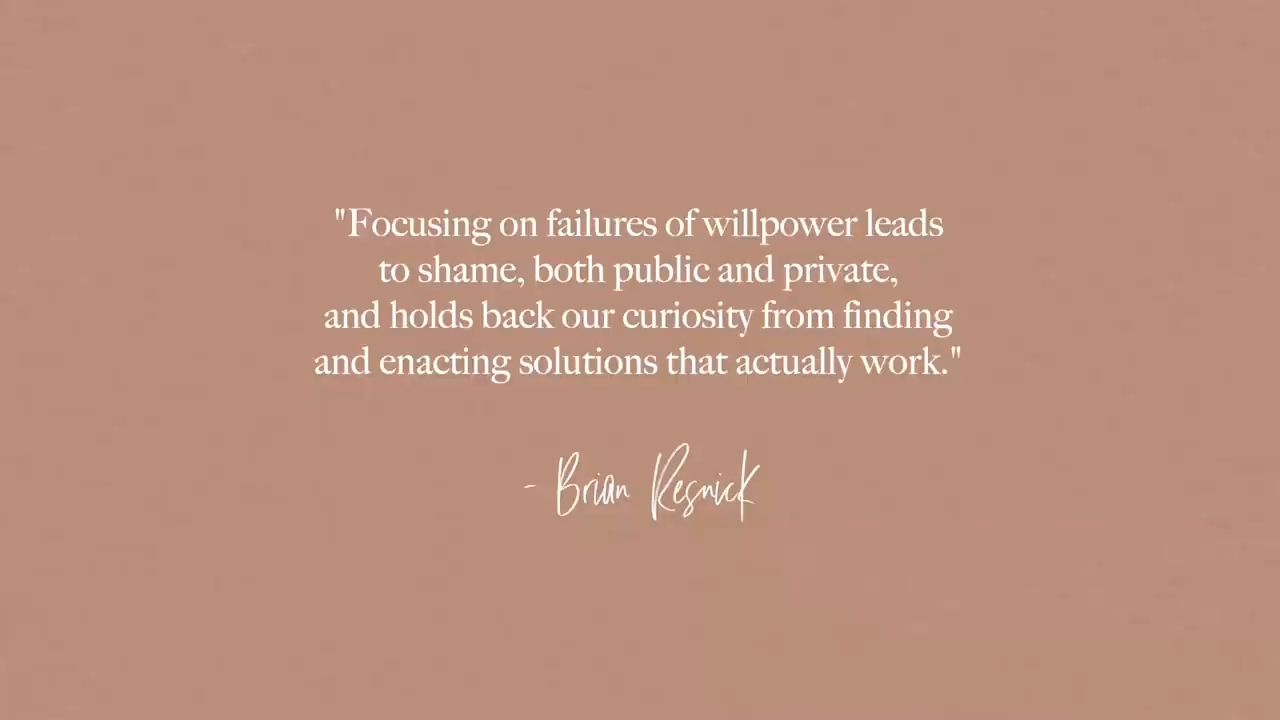 "Focusing on failures of willpower leads
to shame, both public and private,
and holds back our curiosity from finding
and enacting solutions that actually work."
- Brian Resnick